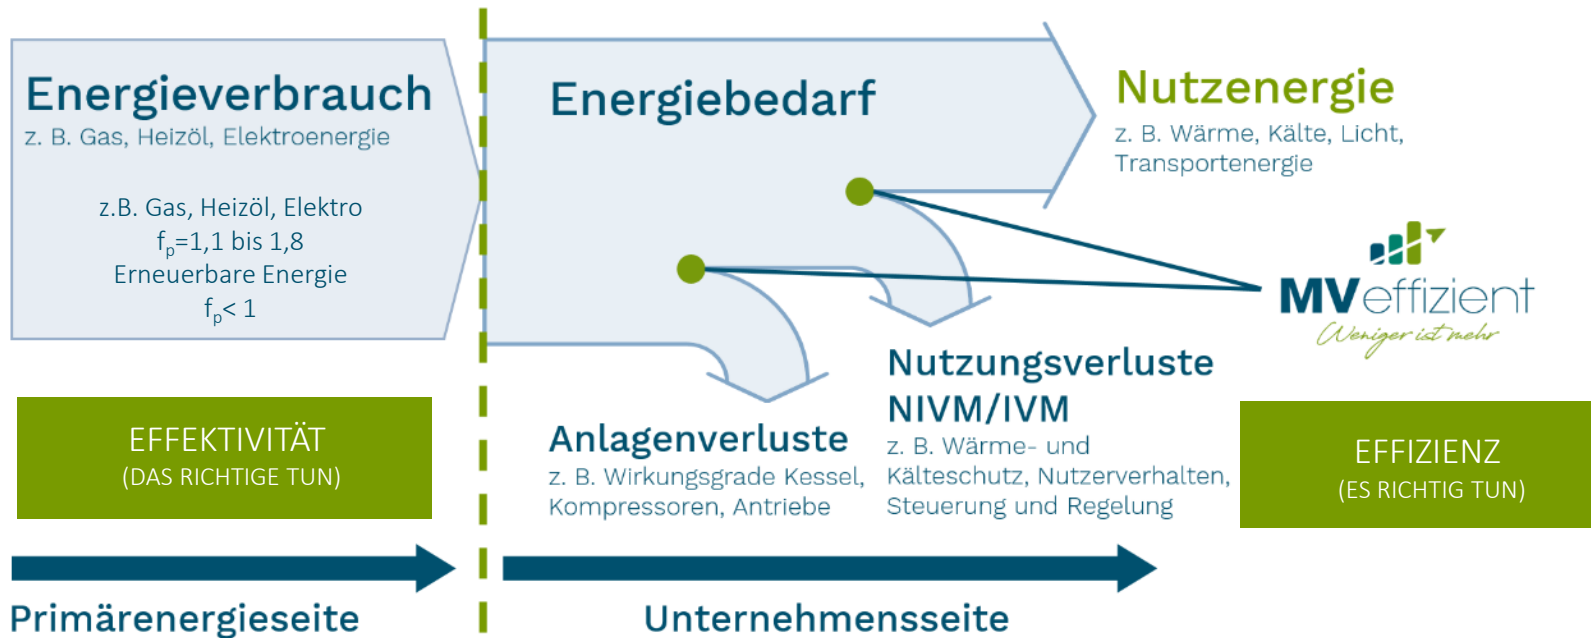 Energieverbrauch
z. B. Gas, Heizöl, Elektroenergie
z.B. Gas, Heizöl, Elektro
fp=1,1 bis 1,8
Erneuerbare Energie
fp< 1
EFFEKTIVITÄT
(DAS RICHTIGE TUN)
Primärenergieseite
Energiebedarf
Anlagenverluste
z. B. Wirkungsgrade Kessel,
Kompressoren, Antriebe
Nutzungsverluste
NIVM/IVM
z. B. Wärme- und
Kälteschutz, Nutzerverhalten,
Steuerung und Regelung
Unternehmensseite
Nutzenergie
z. B. Wärme, Kälte, Licht,
Transportenergie
MVeffizient
Weniger ist mehr
EFFIZIENZ
(ES RICHTIG TUN)